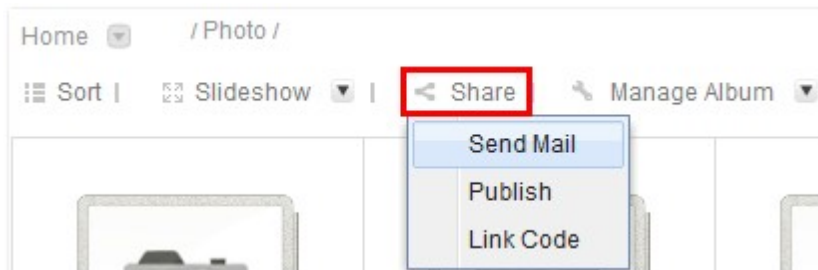 Home / Photo /
Sort | Slideshow | Share | Manage Album
Send Mail
Publish
Link Code